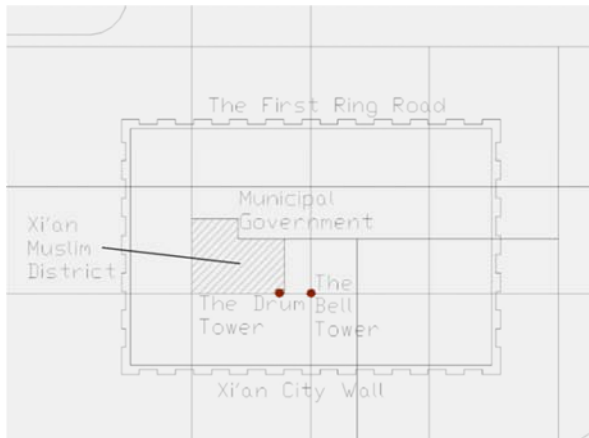 The First Ring Road
Municipal
Government
Xi'an
Muslim
District
The Drum
Tower
The
Bell
Tower
Xi'an City Wall